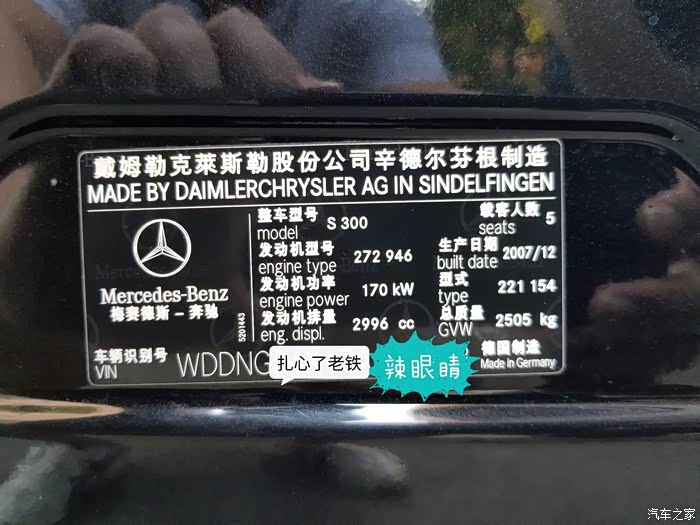 戴姆勒克萊斯勒股份公司辛德尔芬根制造
MADE BY DAIMLERCHRYSLER AG IN SINDELFINGEN
整车型号
model
S 300
载客人数
seats
5
发动机型号
engine type
272 946
生产日期
built date
2007/12
发动机功率
engine power
170 kW
型式
type
221 154
发动机排量
eng. displ.
2996 cc
总质量
GVW
2505 kg
Mercedes-Benz
梅赛德斯-奔驰
5201443
车辆识别号
VIN
WDDNG
扎心了老铁
辣眼睛
德国制造
Made in Germany
汽车之家